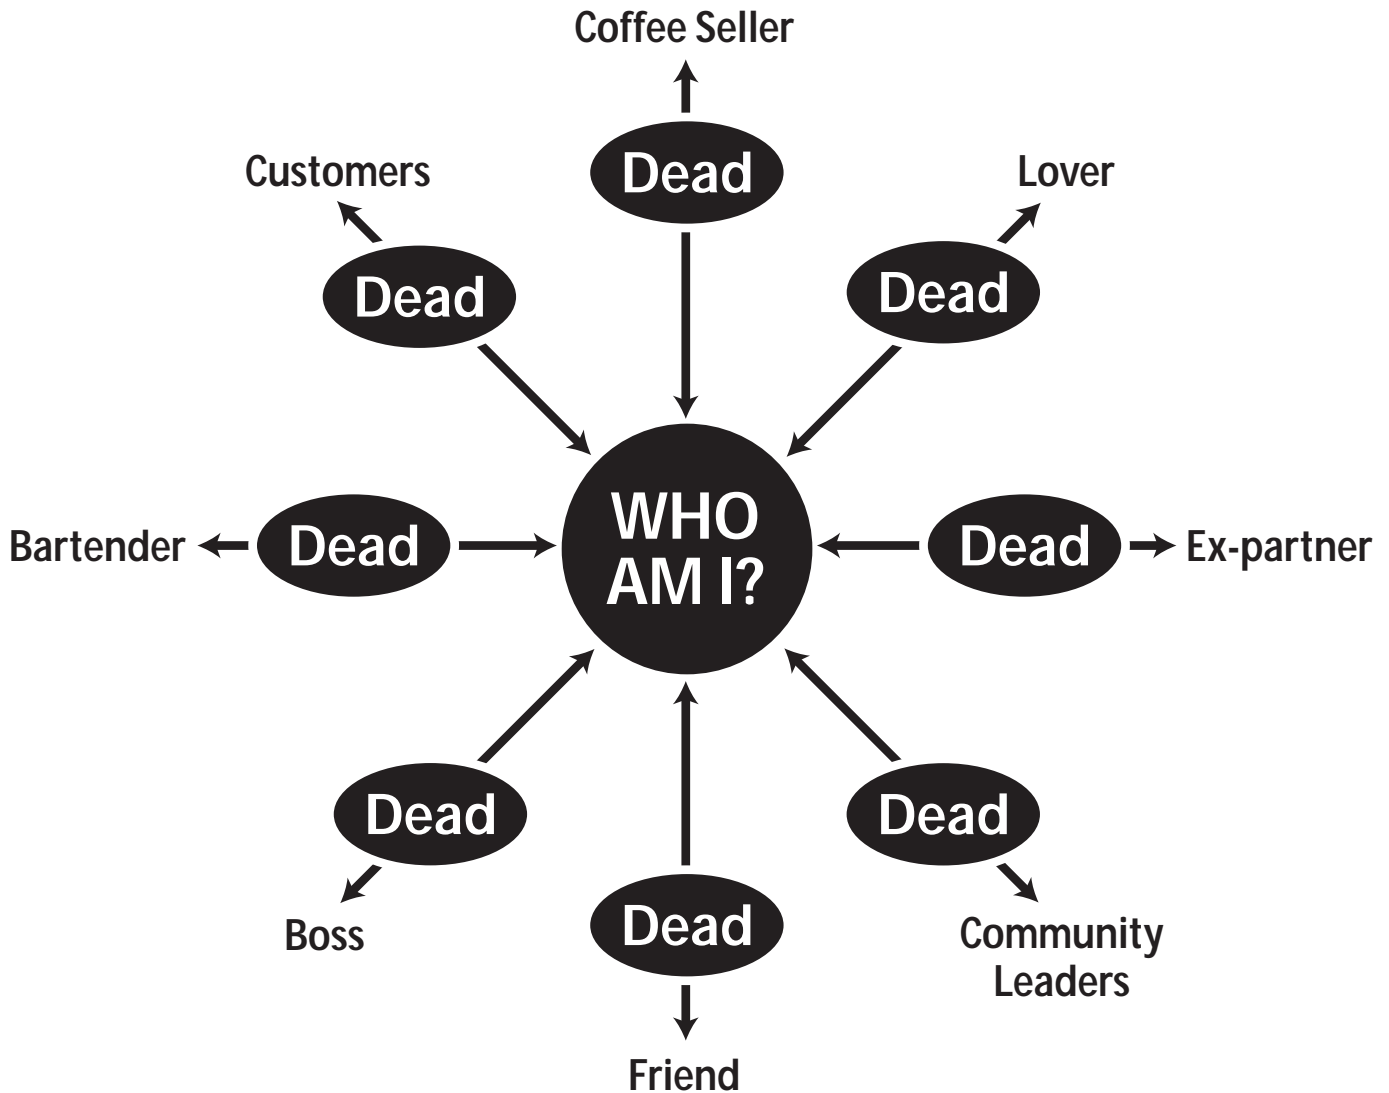 Coffee Seller
Dead
Customers
Lover
Dead
Dead
WHO
AM I?
Bartender
Dead
Dead
Ex-partner
Dead
Dead
Boss
Dead
Community
Leaders
Friend